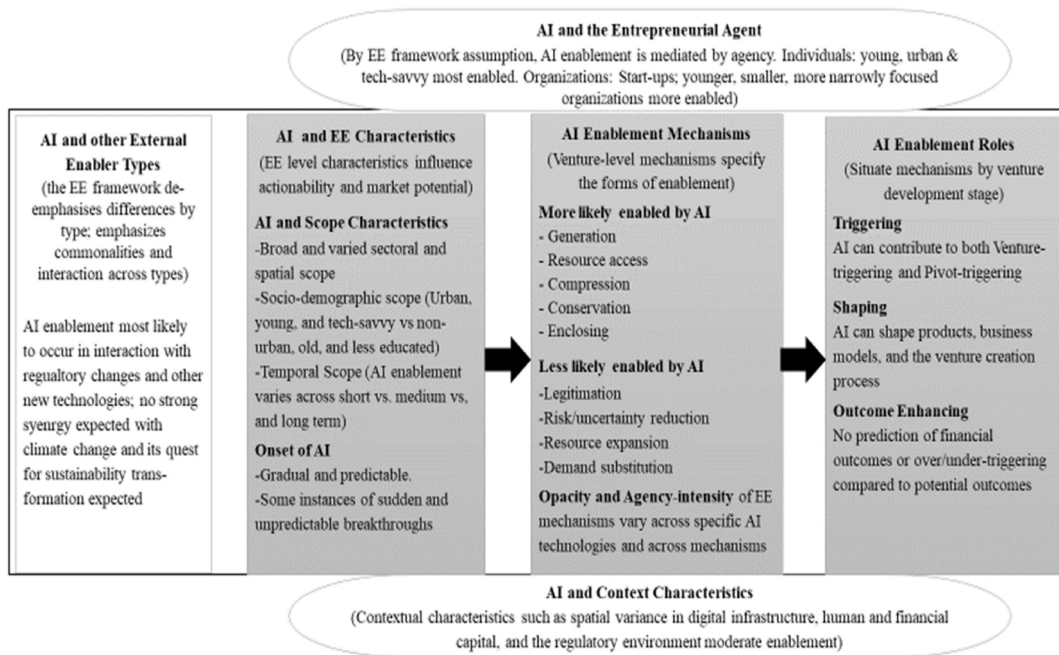 AI and the Entrepreneurial Agent
(By EE framework assumption, AI enablement is mediated by agency. Individuals: young, urban &
tech-savvy most enabled. Organizations: Start-ups; younger, smaller, more narrowly focused
organizations more enabled)
AI and other External
Enabler Types
(the EE framework de-
emphasises differences by
type; emphasizes
commonalities and
interaction across types)
AI enablement most likely
to occur in interaction with
regualtory changes and other
new technologies; no strong
syenrgy expected with
climate change and its quest
for sustainability trans-
formation expected
AI and EE Characteristics
(EE level characteristics influence
actionability and market potential)
AI and Scope Characteristics
-Broad and varied sectoral and
spatial scope
-Socio-demographic scope (Urban,
young, and tech-savvy vs non-
urban, old, and less educated)
-Temporal Scope (AI enablement
varies across short vs. medium vs,
and long term)
Onset of AI
-Gradual and predictable.
-Some instances of sudden and
unpredictable breakthroughs
AI Enablement Mechanisms
(Venture-level mechanisms specify
the forms of enablement)
More likely enabled by AI
- Generation
- Resource access
- Compression
- Conservation
- Enclosing
Less likely enabled by AI
-Legitimation
-Risk/uncertainty reduction
-Resource expansion
-Demand substitution
Opacity and Agency-intensity of EE
mechanisms vary across specific AI
technologies and across mechanisms
AI Enablement Roles
(Situate mechanisms by venture
development stage)
Triggering
AI can contribute to both Venture-
triggering and Pivot-triggering
Shaping
AI can shape products, business
models, and the venture creation
process
Outcome Enhancing
No prediction of financial
outcomes or over/under-triggering
compared to potential outcomes
AI and Context Characteristics
(Contextual characteristics such as spatial variance in digital infrastructure, human and financial
capital, and the regulatory environment moderate enablement)